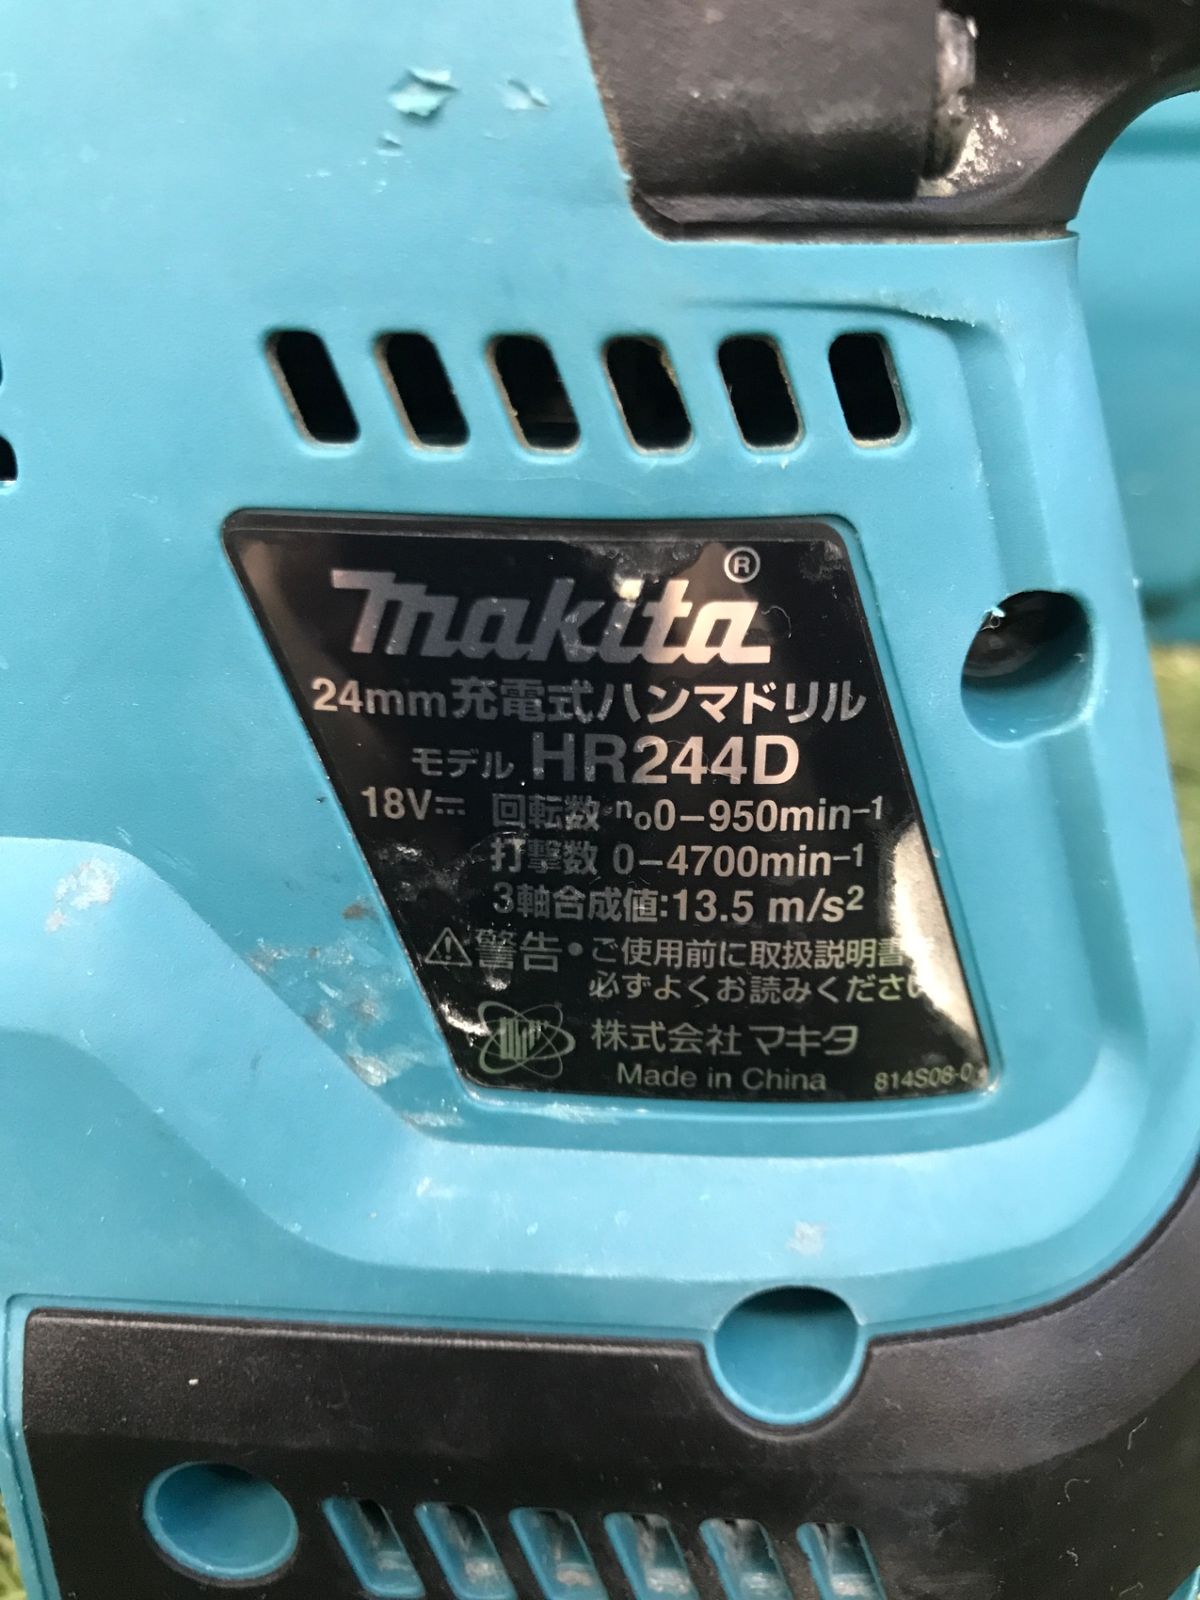 makita®
24mm充電式ハンマドリル
モデル HR244D
18V⎓ 回転数 n₀0-950min⁻¹
打撃数 0-4700min⁻¹
3軸合成値:13.5 m/s²
⚠警告・ご使用前に取扱説明書
必ずよくお読みくださ
株式会社 マキタ
Made in China 814S08-0